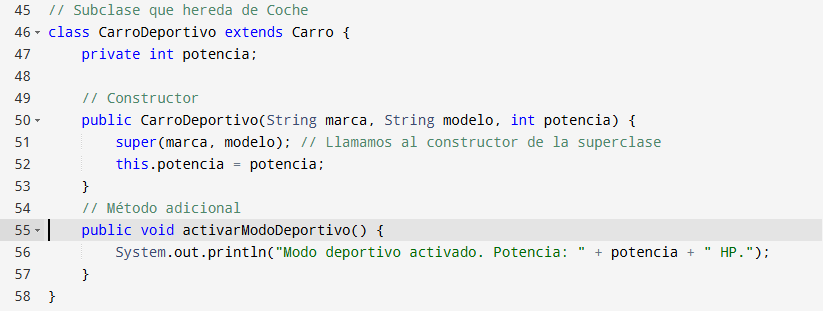 45 // Subclase que hereda de Coche
46 class CarroDeportivo extends Carro {
47     private int potencia;
48
49     // Constructor
50     public CarroDeportivo(String marca, String modelo, int potencia) {
51         super(marca, modelo); // Llamamos al constructor de la superclase
52         this.potencia = potencia;
53     }
54     // Método adicional
55     public void activarModoDeportivo() {
56         System.out.println("Modo deportivo activado. Potencia: " + potencia + " HP.");
57     }
58 }